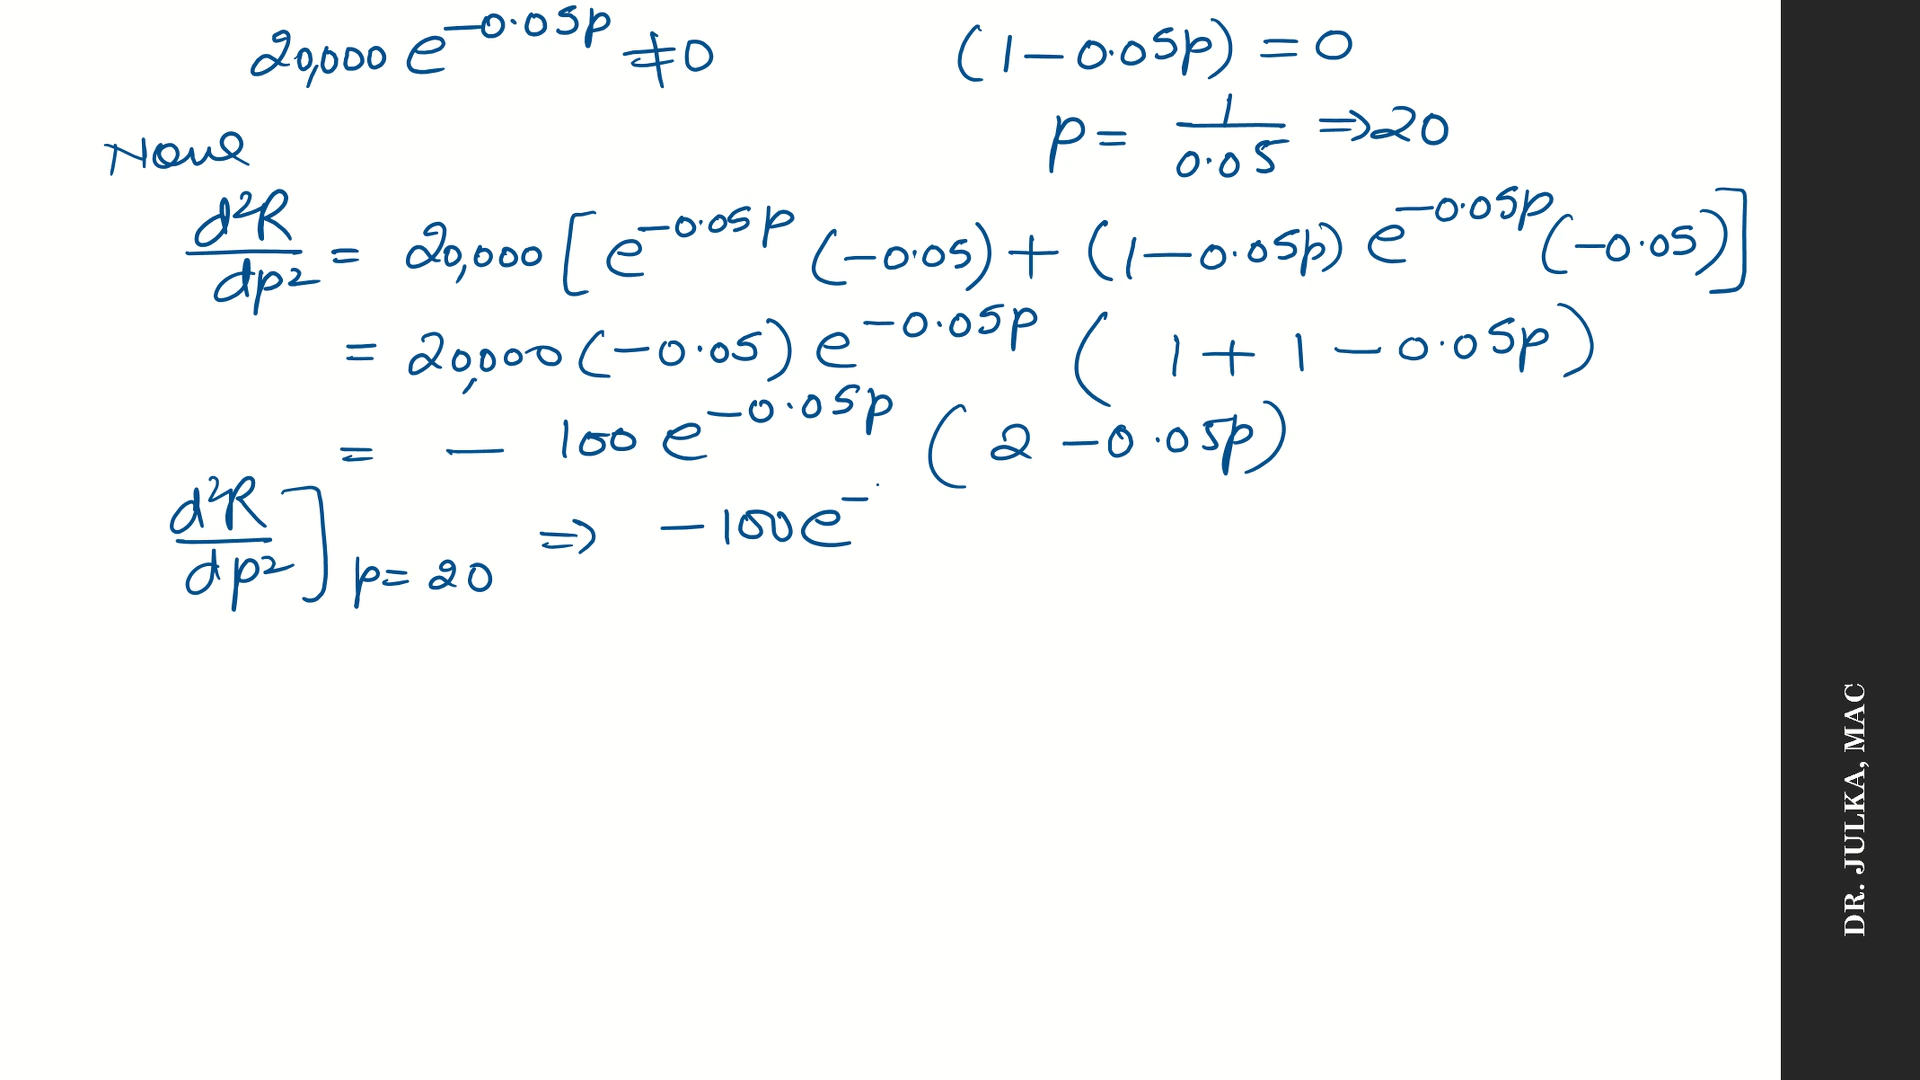 20,000 e^{-0.05p} ≠ 0    (1 - 0.05p) = 0
None    p = 1/0.05 ⇒ 20
d²R/dp² = 20,000 [e^{-0.05p} (-0.05) + (1 - 0.05p) e^{-0.05p} (-0.05)]
= 20,000 (-0.05) e^{-0.05p} (1 + 1 - 0.05p)
= - 100 e^{-0.05p} (2 - 0.05p)
d²R/dp² ]p = 20 ⇒ -100e^-
DR. JULKA, MAC